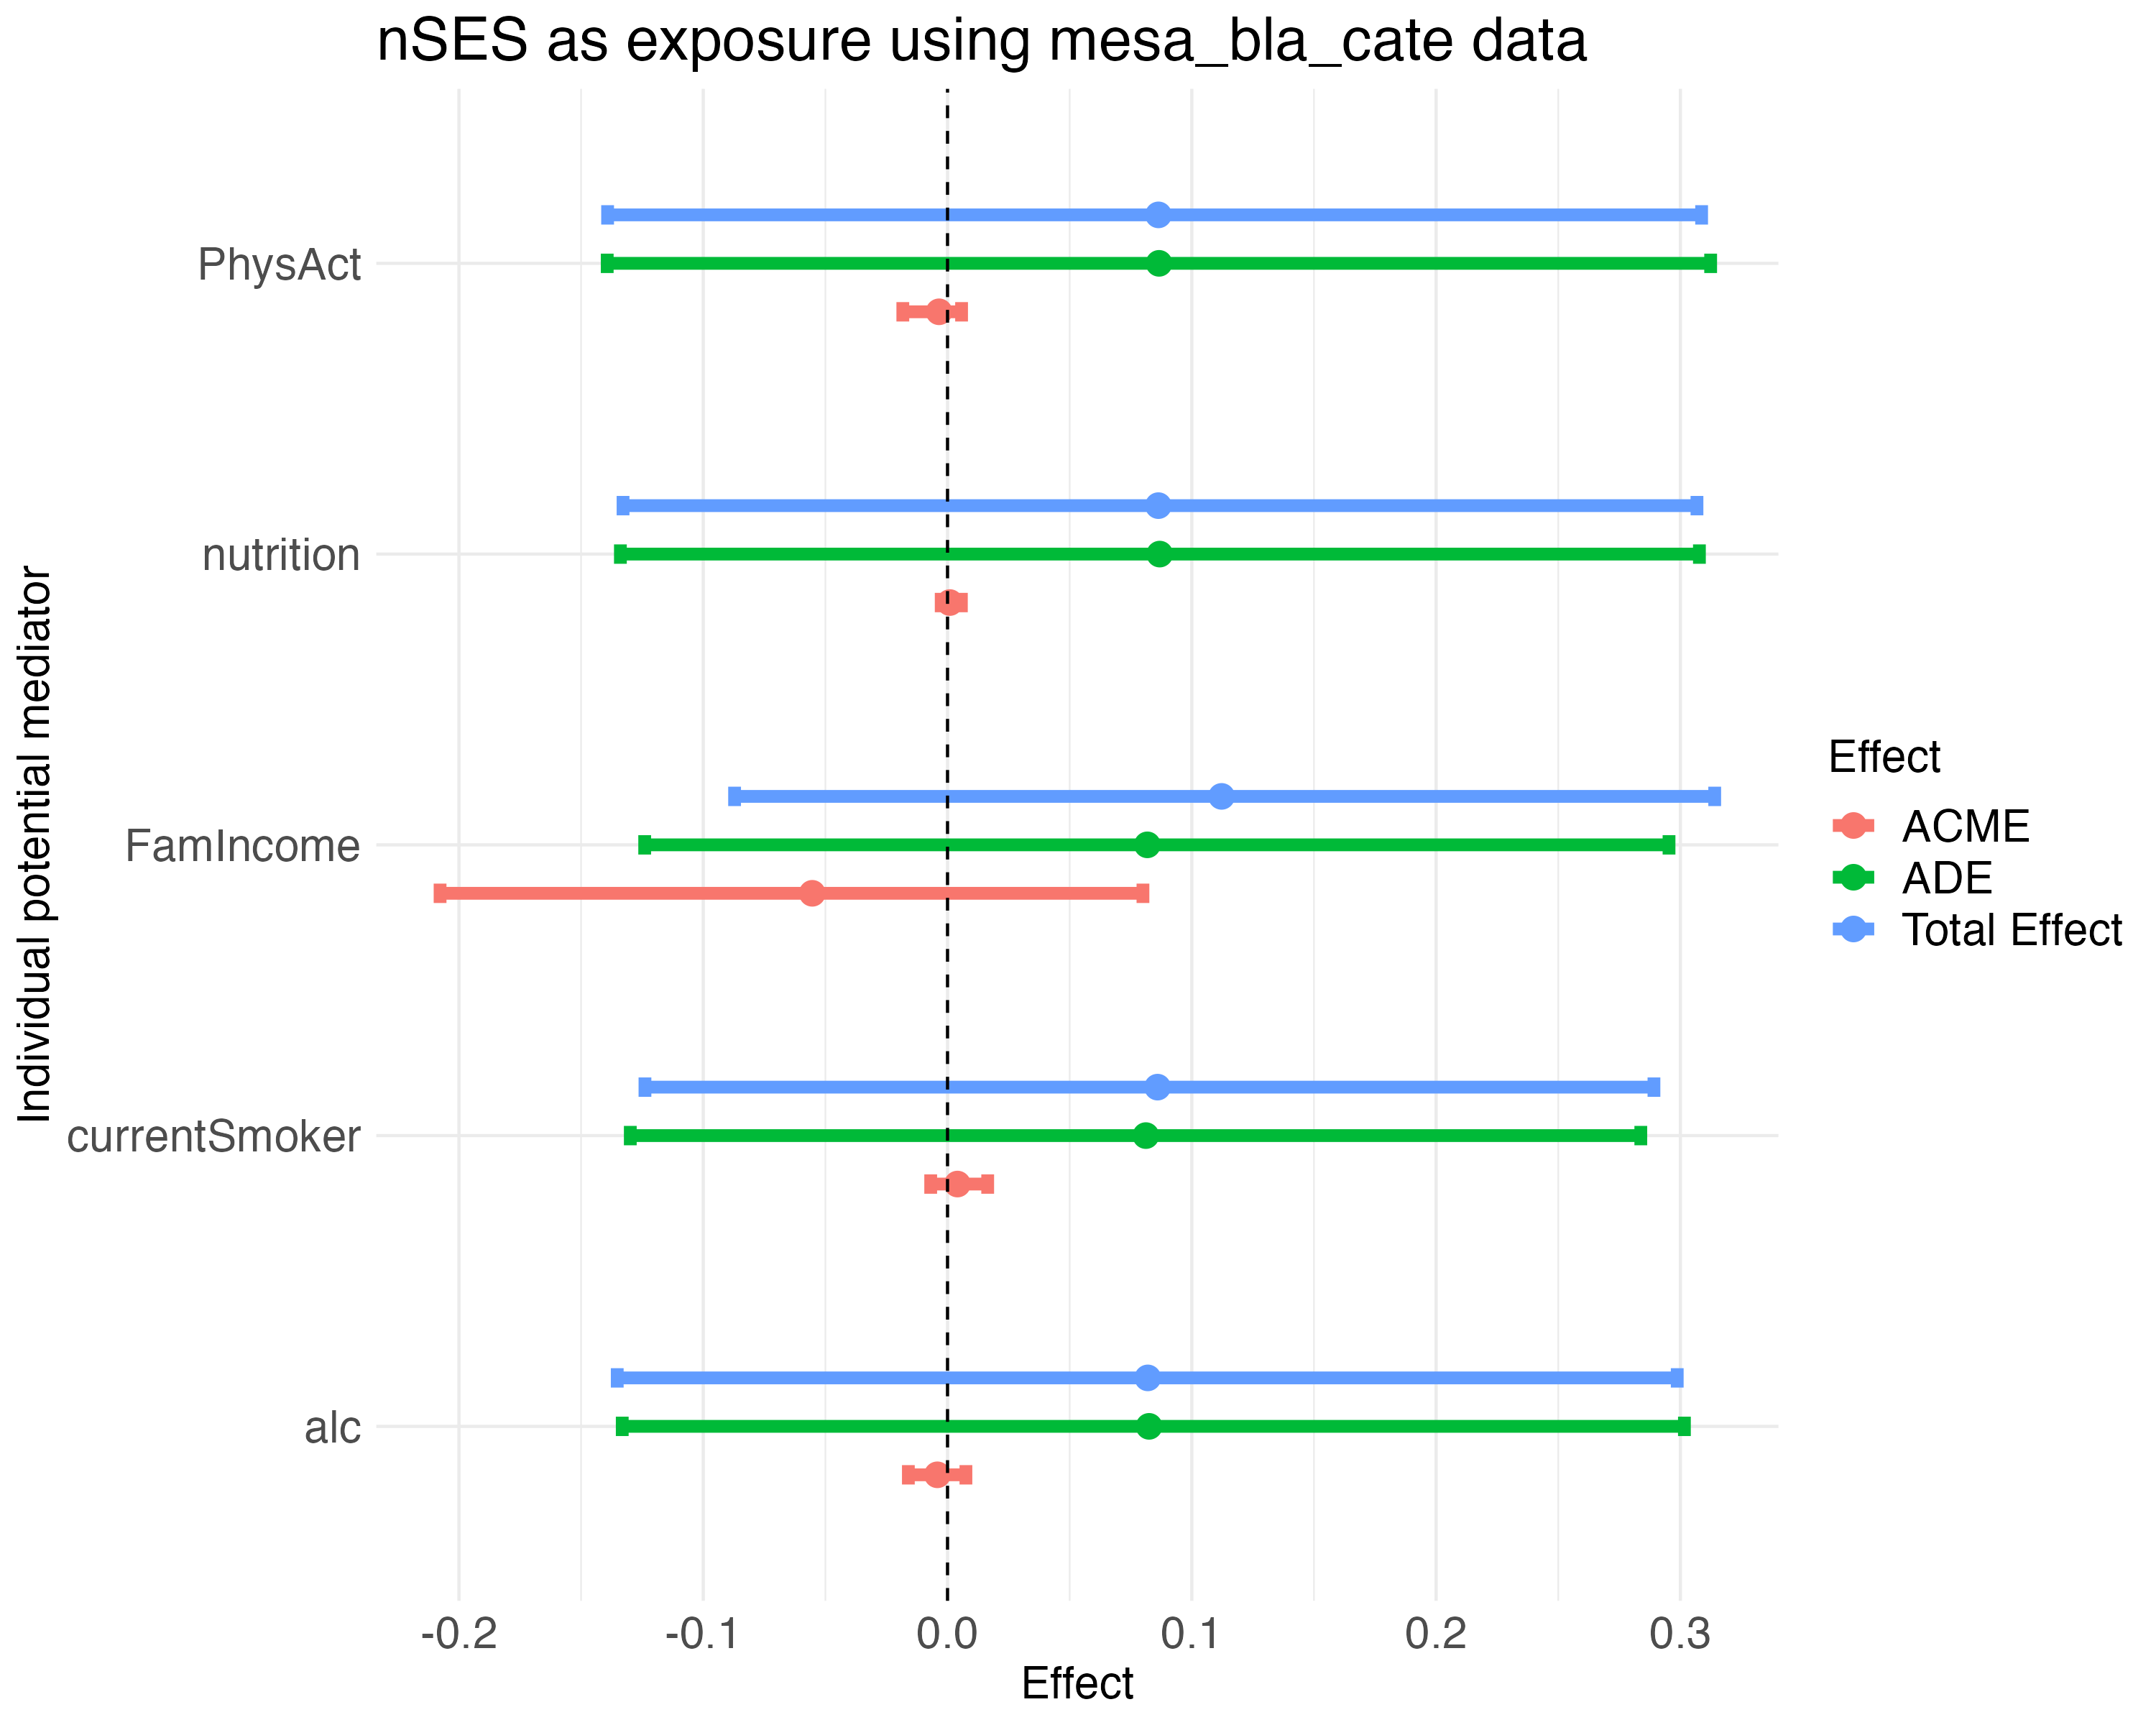 nSES as exposure using mesa_bla_cate data
Individual potential mediator
PhysAct
nutrition
FamIncome
currentSmoker
alc
-0.2 -0.1 0.0 0.1 0.2 0.3
Effect
Effect
ACME
ADE
Total Effect